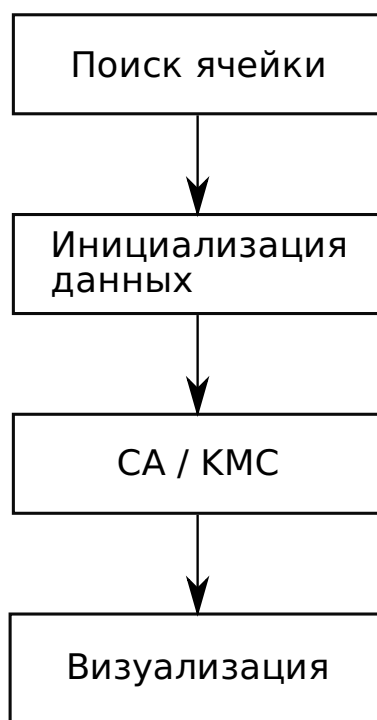 Поиск ячейки
Инициализация
данных
CA / KMC
Визуализация